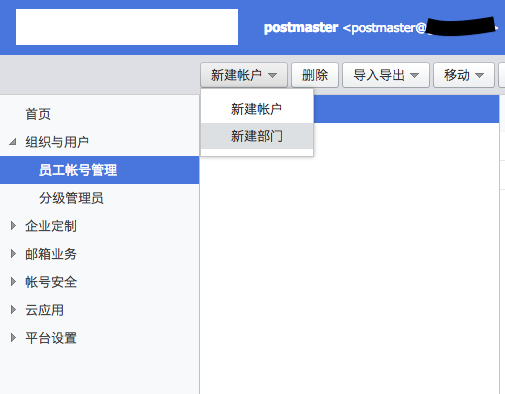 postmaster <postmaster@
新建帐户 删除 导入导出 移动
新建帐户
新建部门
首页
组织与用户
员工帐号管理
分级管理员
企业定制
邮箱业务
帐号安全
云应用
平台设置